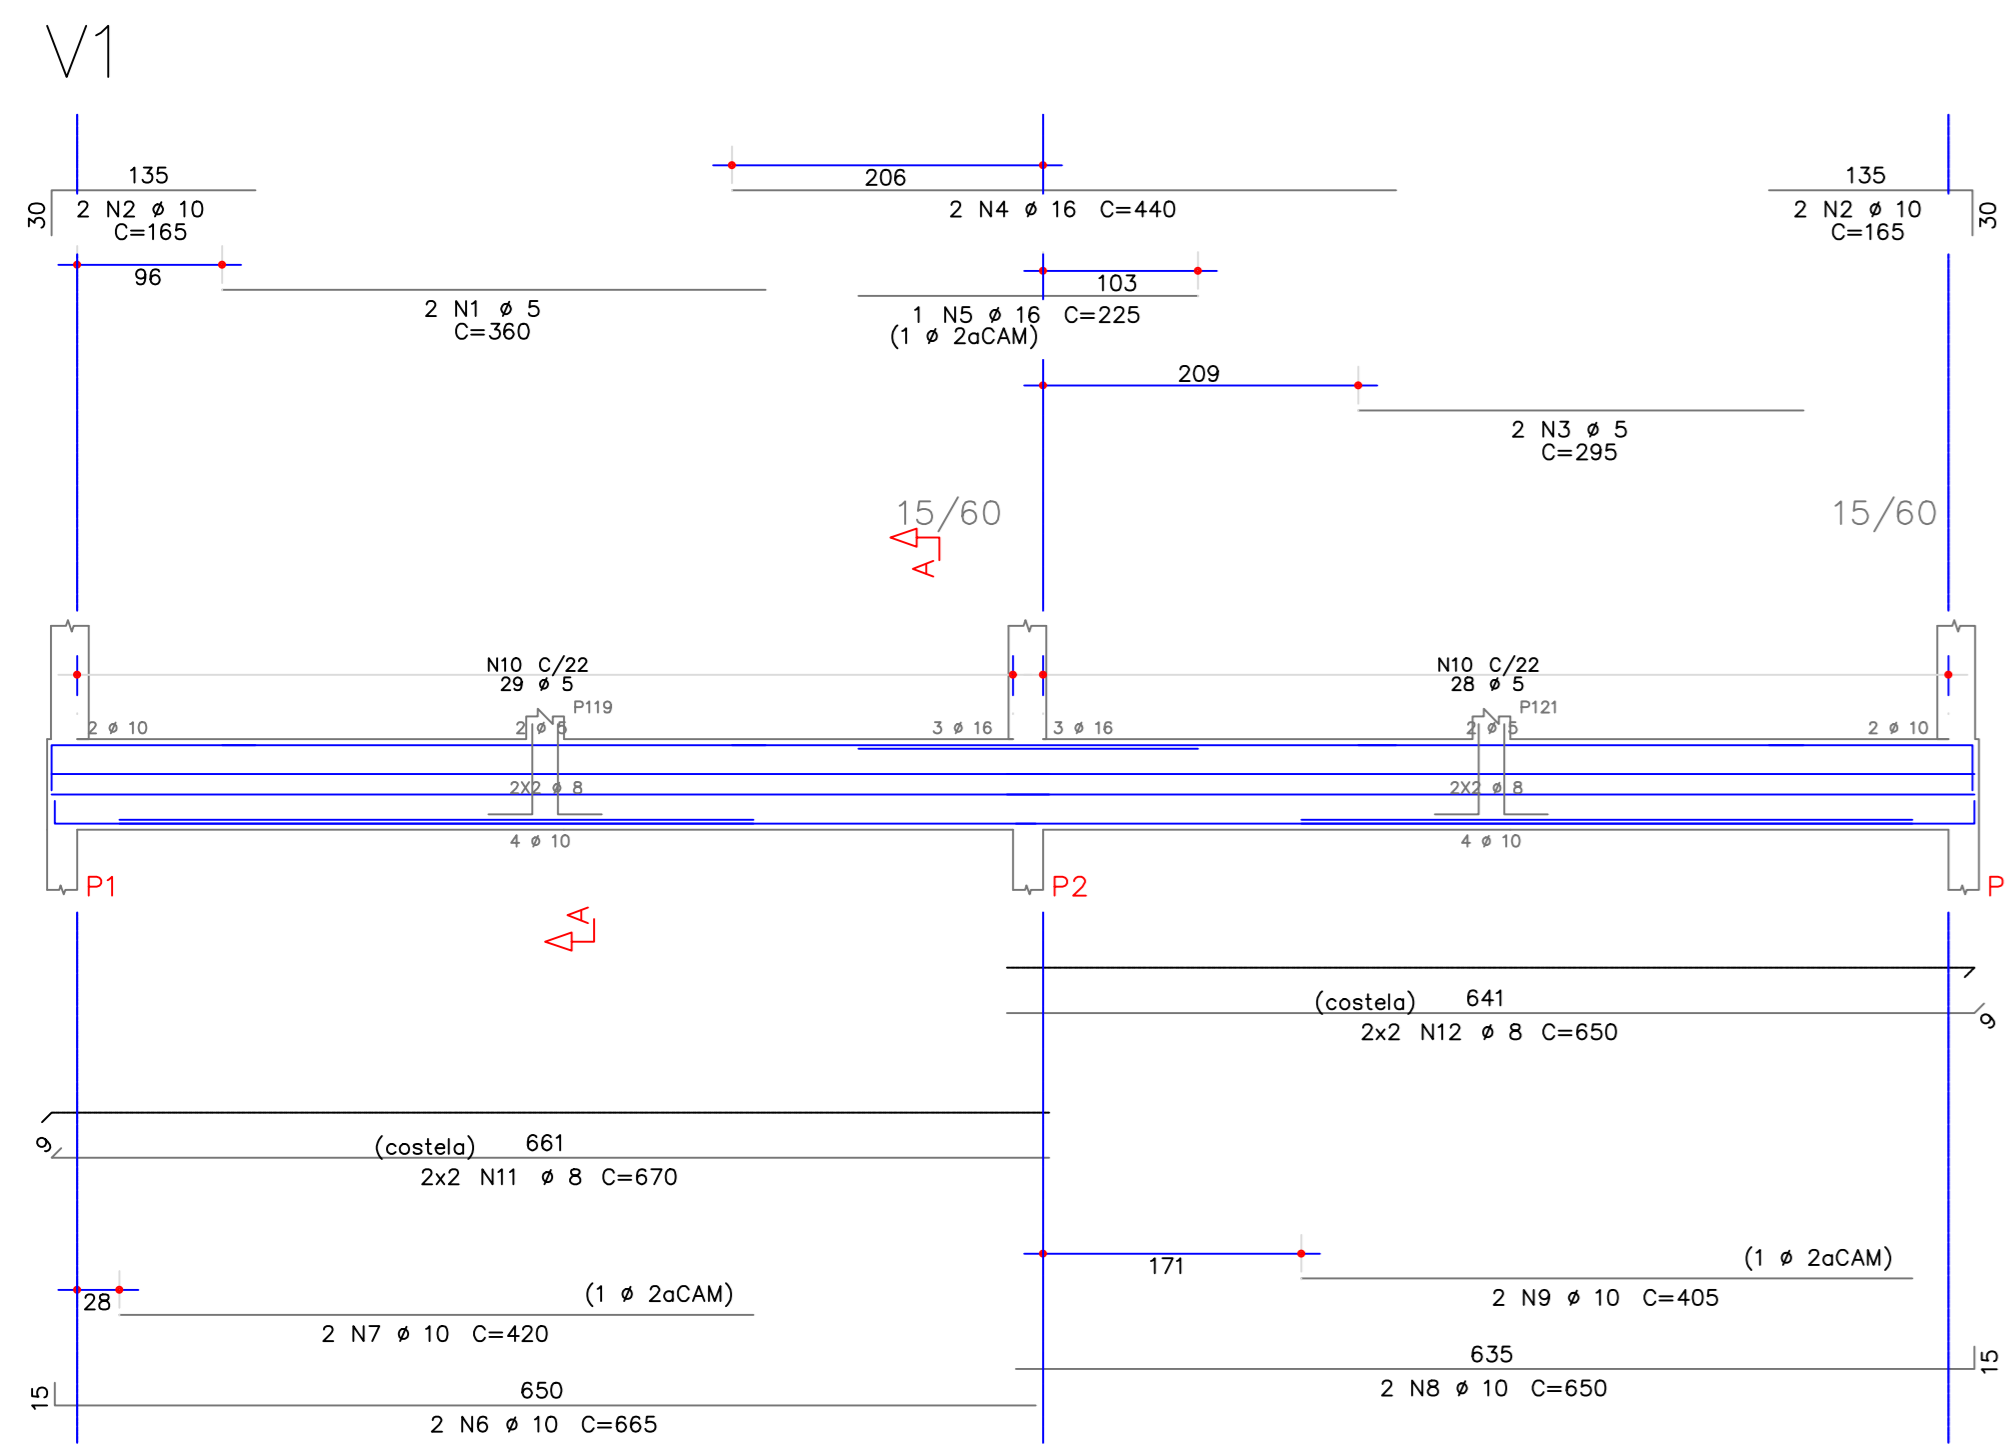 V1
135
30
2 N2 ø 10
C=165
96
2 N1 ø 5
C=360
206
2 N4 ø 16 C=440
103
1 N5 ø 16 C=225
(1 ø 2aCAM)
209
2 N3 ø 5
C=295
135
30
2 N2 ø 10
C=165
15/60
A
15/60
N10 C/22
29 ø 5
N10 C/22
28 ø 5
P119
P121
2 ø 10
2 ø 5
3 ø 16
3 ø 16
2 ø 5
2 ø 10
2X2 ø 8
2X2 ø 8
4 ø 10
4 ø 10
P1
P2
P
A
(costela) 641
9
2x2 N12 ø 8 C=650
(costela) 661
9
2x2 N11 ø 8 C=670
171
(1 ø 2aCAM)
2 N9 ø 10 C=405
28
(1 ø 2aCAM)
2 N7 ø 10 C=420
635
15
2 N8 ø 10 C=650
650
15
2 N6 ø 10 C=665